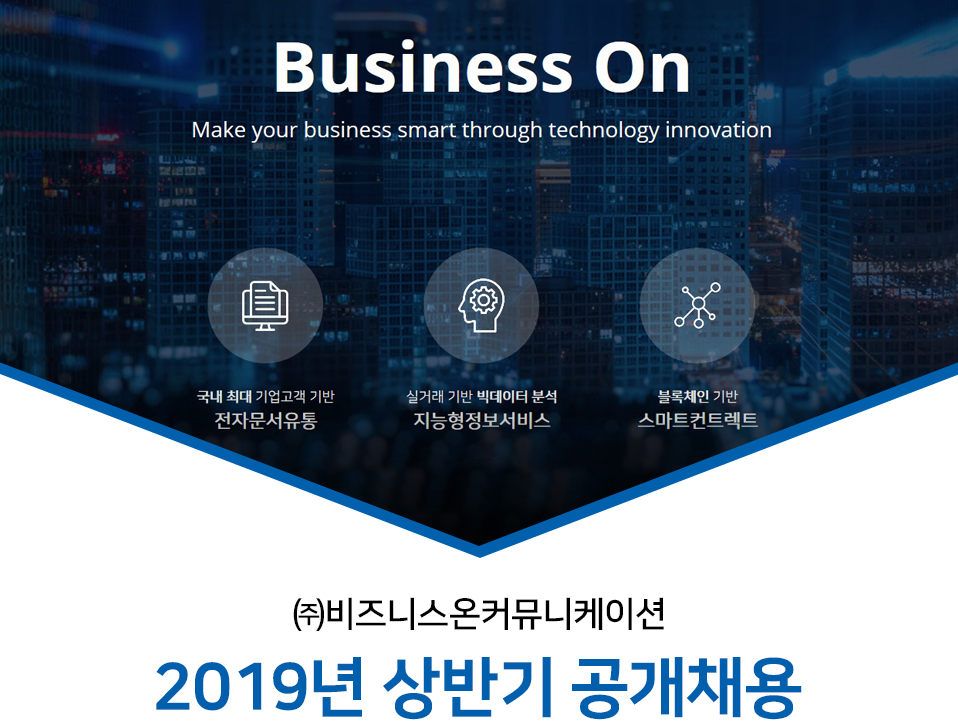 Business On
Make your business smart through technology innovation
국내 최대 기업고객 기반
전자문서유통
실거래 기반 빅데이터 분석
지능형정보서비스
블록체인 기반
스마트컨트렉트
㈜비즈니스온커뮤니케이션
2019년 상반기 공개채용